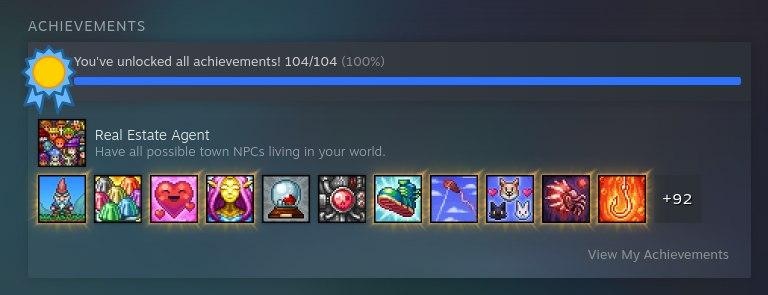 ACHIEVEMENTS
You've unlocked all achievements! 104/104 (100%)
Real Estate Agent
Have all possible town NPCs living in your world.
+92
View My Achievements